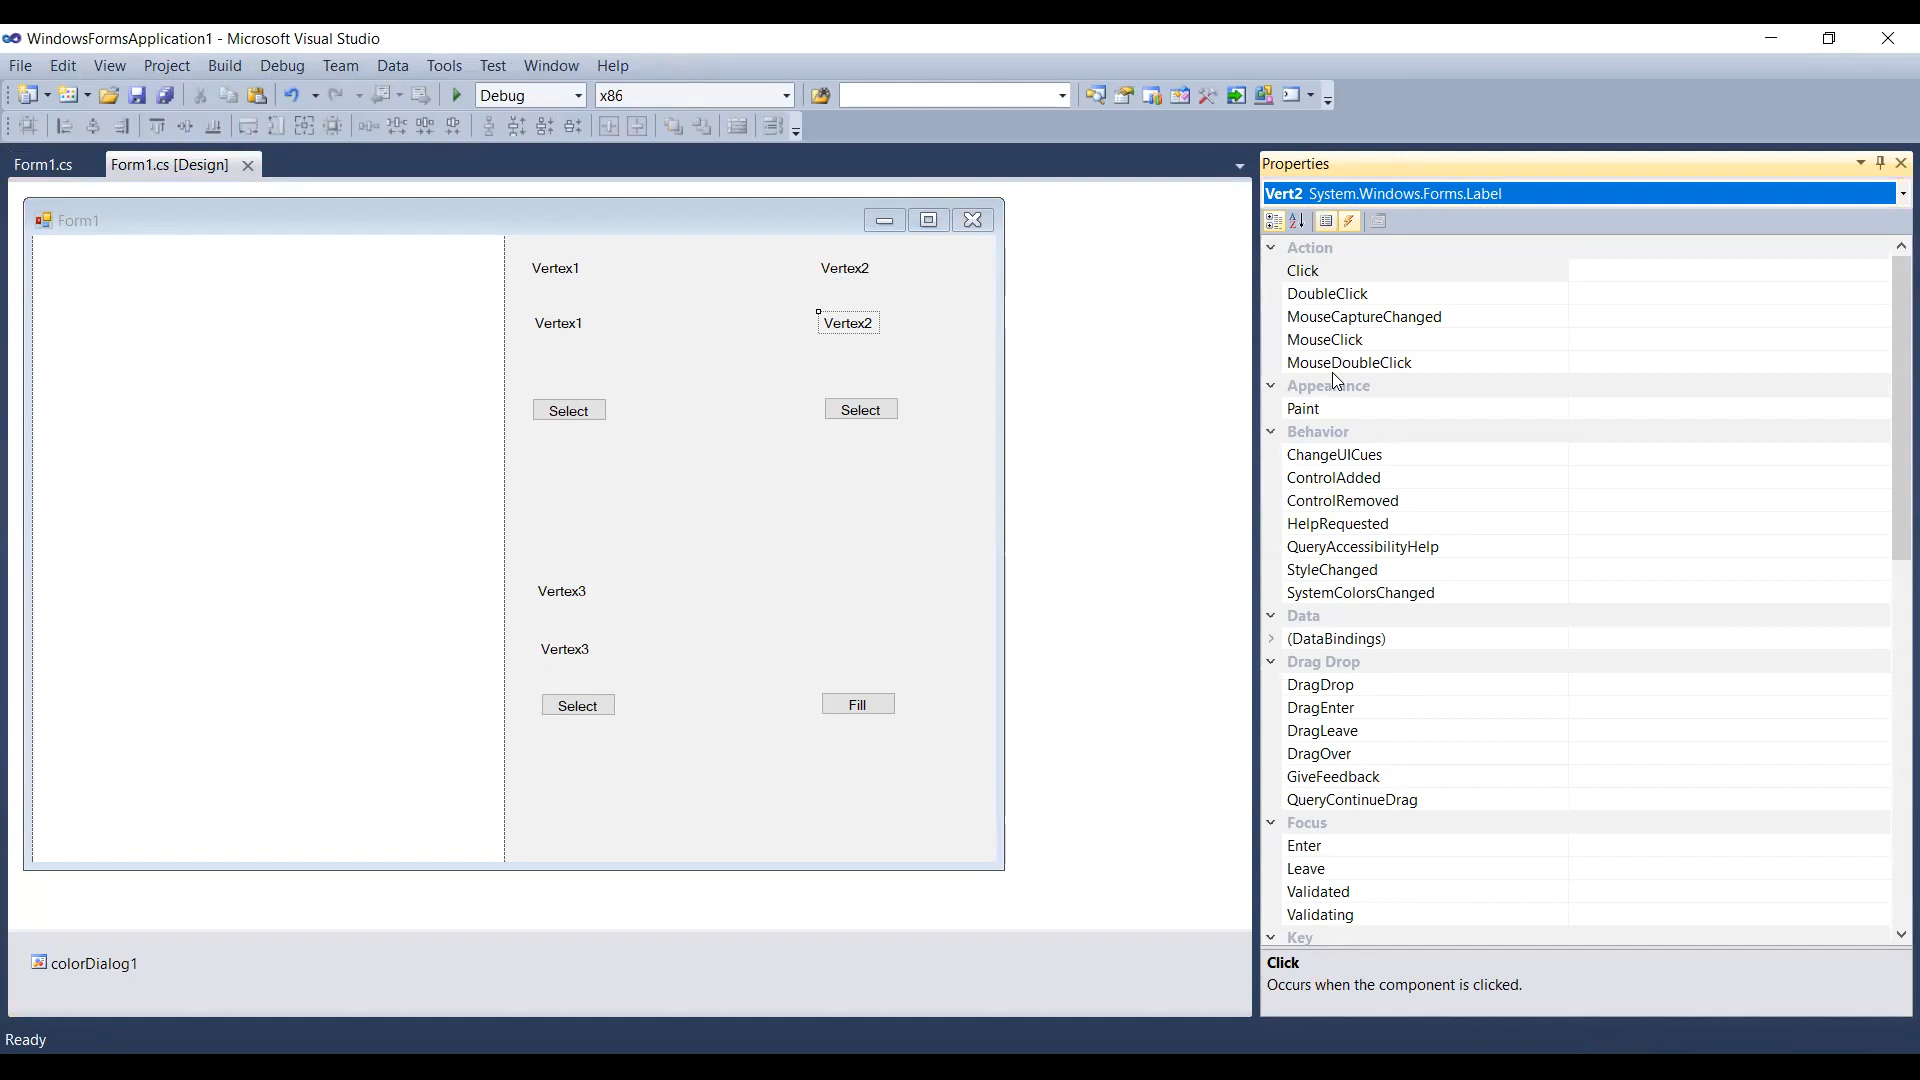 WindowsFormsApplication1 - Microsoft Visual Studio
File Edit View Project Build Debug Team Data Tools Test Window Help
Debug x86
Form1.cs Form1.cs [Design]
Form1
Vertex1 Vertex2
Vertex1 Vertex2
Select Select
Vertex3
Vertex3
Select Fill
colorDialog1
Properties
Vert2 System.Windows.Forms.Label
Action
Click
DoubleClick
MouseCaptureChanged
MouseClick
MouseDoubleClick
Appearance
Paint
Behavior
ChangeUICues
ControlAdded
ControlRemoved
HelpRequested
QueryAccessibilityHelp
StyleChanged
SystemColorsChanged
Data
(DataBindings)
Drag Drop
DragDrop
DragEnter
DragLeave
DragOver
GiveFeedback
QueryContinueDrag
Focus
Enter
Leave
Validated
Validating
Key
Click
Occurs when the component is clicked.
Ready